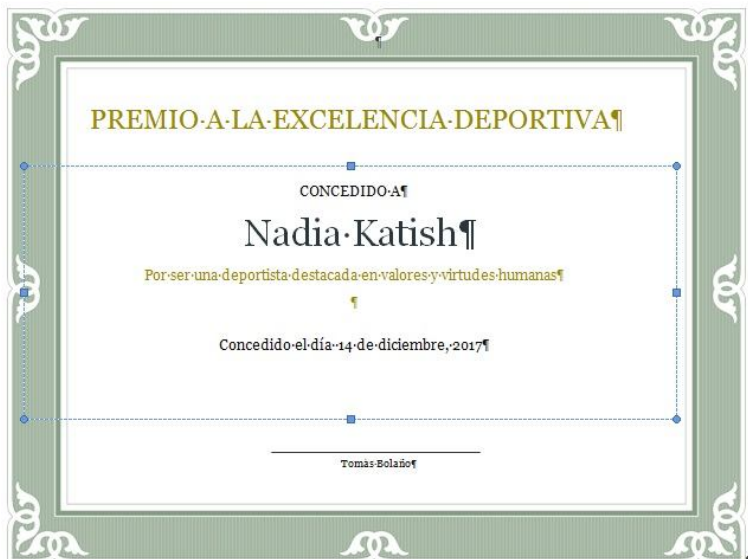 ¶
PREMIO·A·LA·EXCELENCIA·DEPORTIVA¶
CONCEDIDO·A¶
Nadia·Katish¶
Por·ser·una·deportista·destacada·en·valores·y·virtudes·humanas¶
¶
Concedido·el·día··14·de·diciembre,·2017¶
Tomàs·Bolaño¶